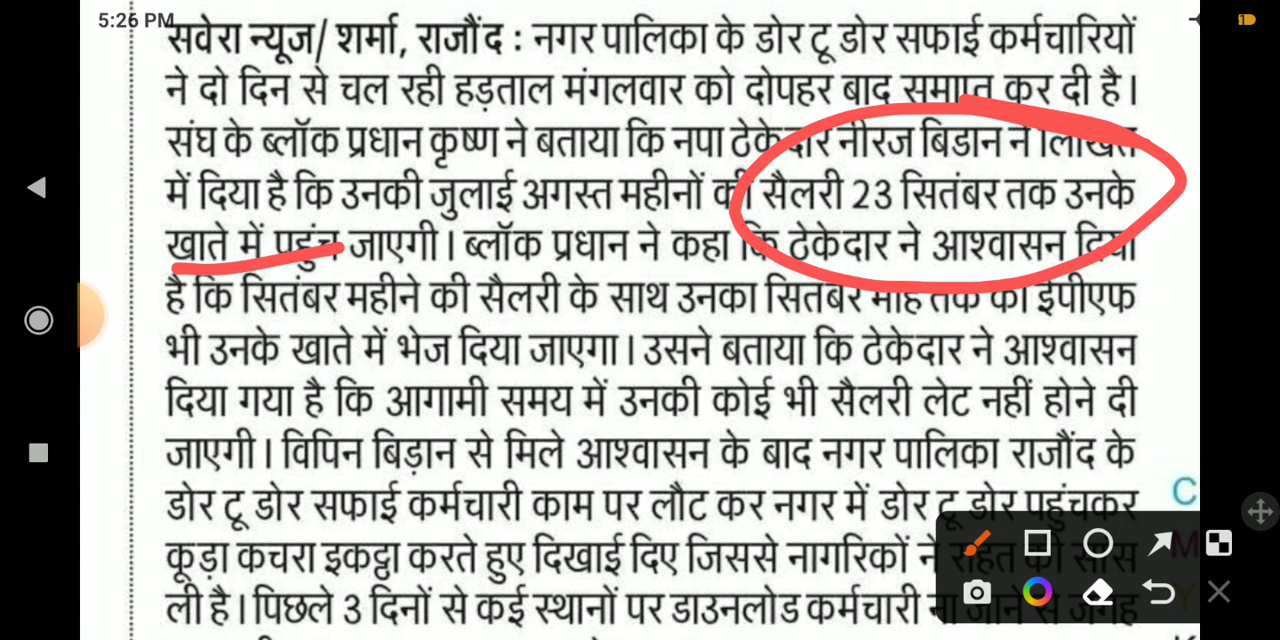 5:26 PM
सवेरा न्यूज/ शर्मा, राजौंद : नगर पालिका के डोर टू डोर सफाई कर्मचारियों
ने दो दिन से चल रही हड़ताल मंगलवार को दोपहर बाद समाप्त कर दी है।
संघ के ब्लॉक प्रधान कृष्ण ने बताया कि नपा ठेकेदार नीरज बिडान ने लिखित
में दिया है कि उनकी जुलाई अगस्त महीनों की सैलरी 23 सितंबर तक उनके
खाते में पहुंच जाएगी। ब्लॉक प्रधान ने कहा कि ठेकेदार ने आश्वासन दिया
है कि सितंबर महीने की सैलरी के साथ उनका सितंबर माह तक का ईपीएफ
भी उनके खाते में भेज दिया जाएगा। उसने बताया कि ठेकेदार ने आश्वासन
दिया गया है कि आगामी समय में उनकी कोई भी सैलरी लेट नहीं होने दी
जाएगी। विपिन बिड़ान से मिले आश्वासन के बाद नगर पालिका राजौंद के
डोर टू डोर सफाई कर्मचारी काम पर लौट कर नगर में डोर टू डोर पहुंचकर
कूड़ा कचरा इकट्ठा करते हुए दिखाई दिए जिससे नागरिकों ने राहत की सांस
ली है। पिछले 3 दिनों से कई स्थानों पर डाउनलोड कर्मचारी ना आने से जगह
C
M
Y